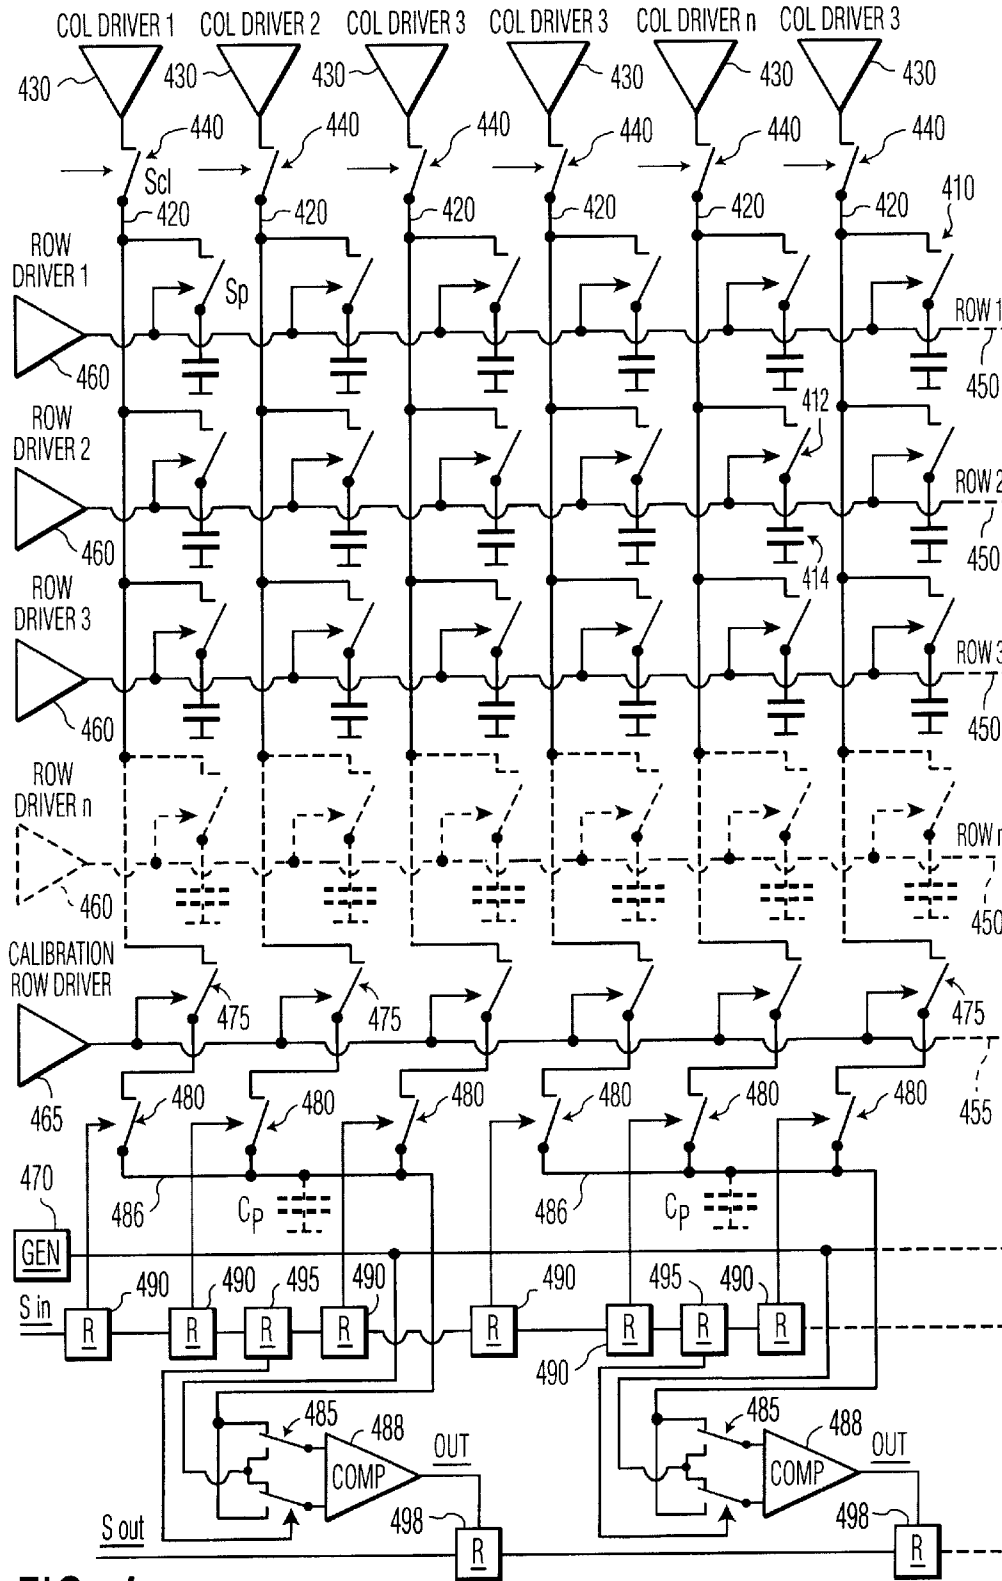 COL DRIVER 1 COL DRIVER 2 COL DRIVER 3 COL DRIVER 3 COL DRIVER n COL DRIVER 3
430 430 430 430 430 430
440 440 440 440 440 440
Scl
420 420 420 420 420 420 410
ROW DRIVER 1
Sp
ROW 1
460 450
ROW DRIVER 2
412
ROW 2
460 450
414
ROW DRIVER 3
ROW 3
460 450
ROW DRIVER n
ROW n
460 450
CALIBRATION ROW DRIVER
475 475 475
465 480 480 480 480 480 480 455
470
486 Cp 486 Cp
GEN
S in 490 490 495 490 490 495 490
R R R R R R R R
490
485 488 OUT 485 488 OUT
COMP COMP
498 498
S out R R